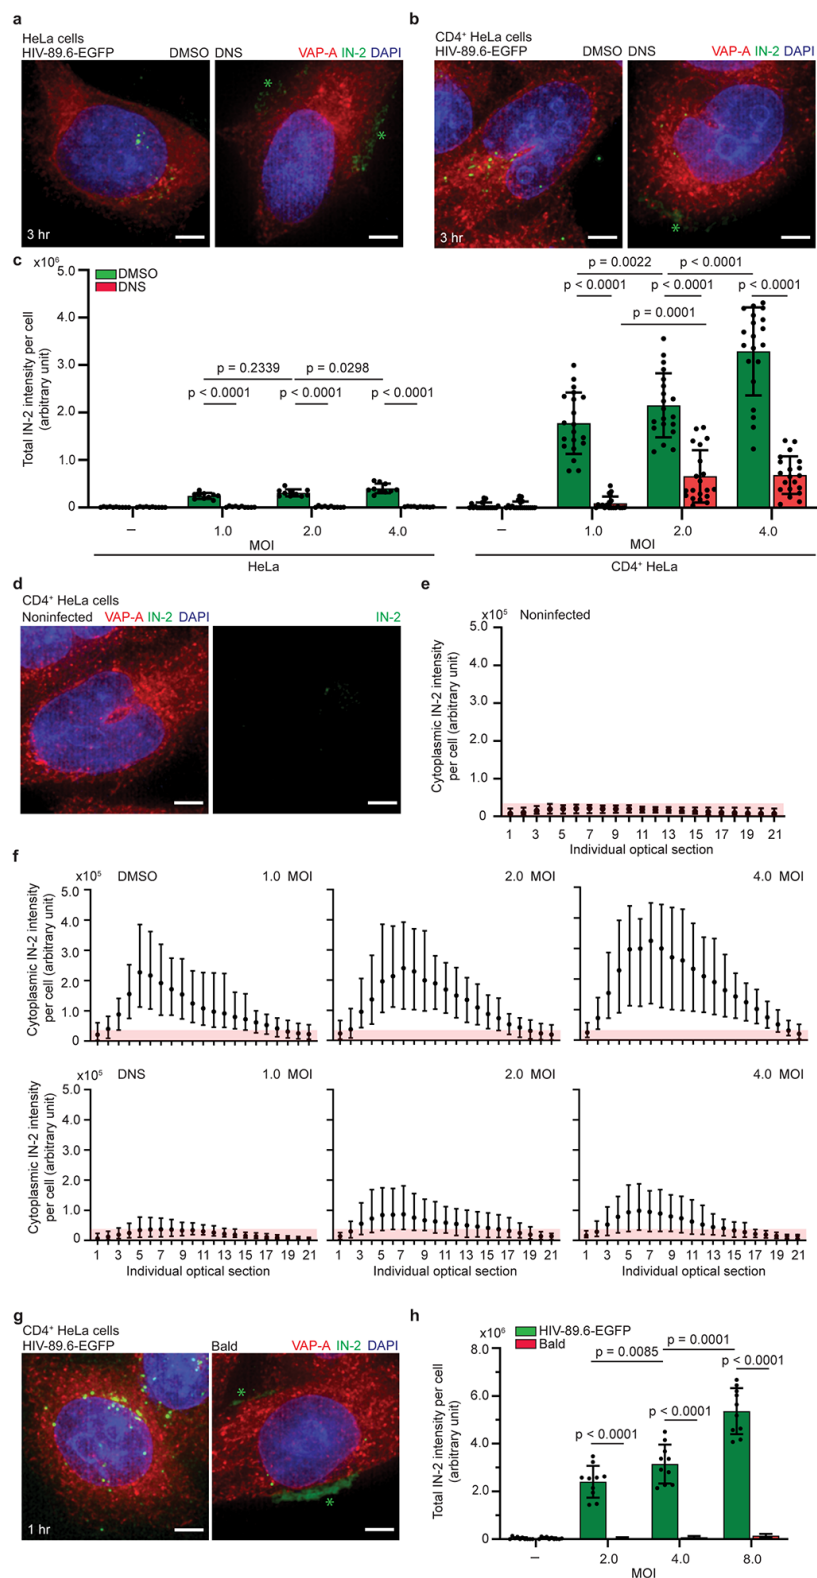 a
HeLa cells
HIV-89.6-EGFP DMSO DNS VAP-A IN-2 DAPI
*
*
3 hr
b
CD4⁺ HeLa cells
HIV-89.6-EGFP DMSO DNS VAP-A IN-2 DAPI
3 hr
*
c
x10⁶
DMSO
DNS
Total IN-2 intensity per cell
(arbitrary unit)
5.0
4.0
3.0
2.0
1.0
0
p = 0.2339 p = 0.0298
p < 0.0001 p < 0.0001 p < 0.0001
– 1.0 2.0 4.0
MOI
HeLa
p = 0.0022 p < 0.0001
p < 0.0001 p < 0.0001 p < 0.0001
p = 0.0001
– 1.0 2.0 4.0
MOI
CD4⁺ HeLa
d
CD4⁺ HeLa cells
Noninfected VAP-A IN-2 DAPI IN-2
e
x10⁵ Noninfected
Cytoplasmic IN-2 intensity
per cell (arbitrary unit)
5.0
4.0
3.0
2.0
1.0
0
1 3 5 7 9 11 13 15 17 19 21
Individual optical section
f
x10⁵ DMSO 1.0 MOI 2.0 MOI 4.0 MOI
Cytoplasmic IN-2 intensity
per cell (arbitrary unit)
5.0
4.0
3.0
2.0
1.0
0
x10⁵ DNS 1.0 MOI 2.0 MOI 4.0 MOI
Cytoplasmic IN-2 intensity
per cell (arbitrary unit)
5.0
4.0
3.0
2.0
1.0
0
1 3 5 7 9 11 13 15 17 19 21 1 3 5 7 9 11 13 15 17 19 21 1 3 5 7 9 11 13 15 17 19 21
Individual optical section Individual optical section Individual optical section
g
CD4⁺ HeLa cells
HIV-89.6-EGFP Bald VAP-A IN-2 DAPI
*
*
1 hr
h
x10⁶
HIV-89.6-EGFP
Bald
Total IN-2 intensity per cell
(arbitrary unit)
8.0
6.0
4.0
2.0
0
p = 0.0001
p = 0.0085
p < 0.0001
p < 0.0001
p < 0.0001
– 2.0 4.0 8.0
MOI